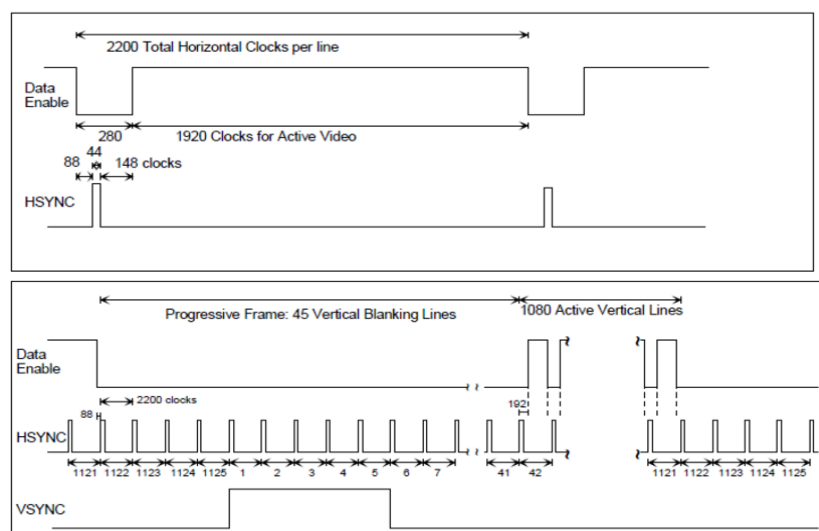 2200 Total Horizontal Clocks per line
Data
Enable
280
1920 Clocks for Active Video
44
88
148 clocks
HSYNC
Progressive Frame: 45 Vertical Blanking Lines
1080 Active Vertical Lines
Data
Enable
88
2200 clocks
192
HSYNC
1121 1122 1123 1124 1125 1 2 3 4 5 6 7 41 42 1121 1122 1123 1124 1125
VSYNC